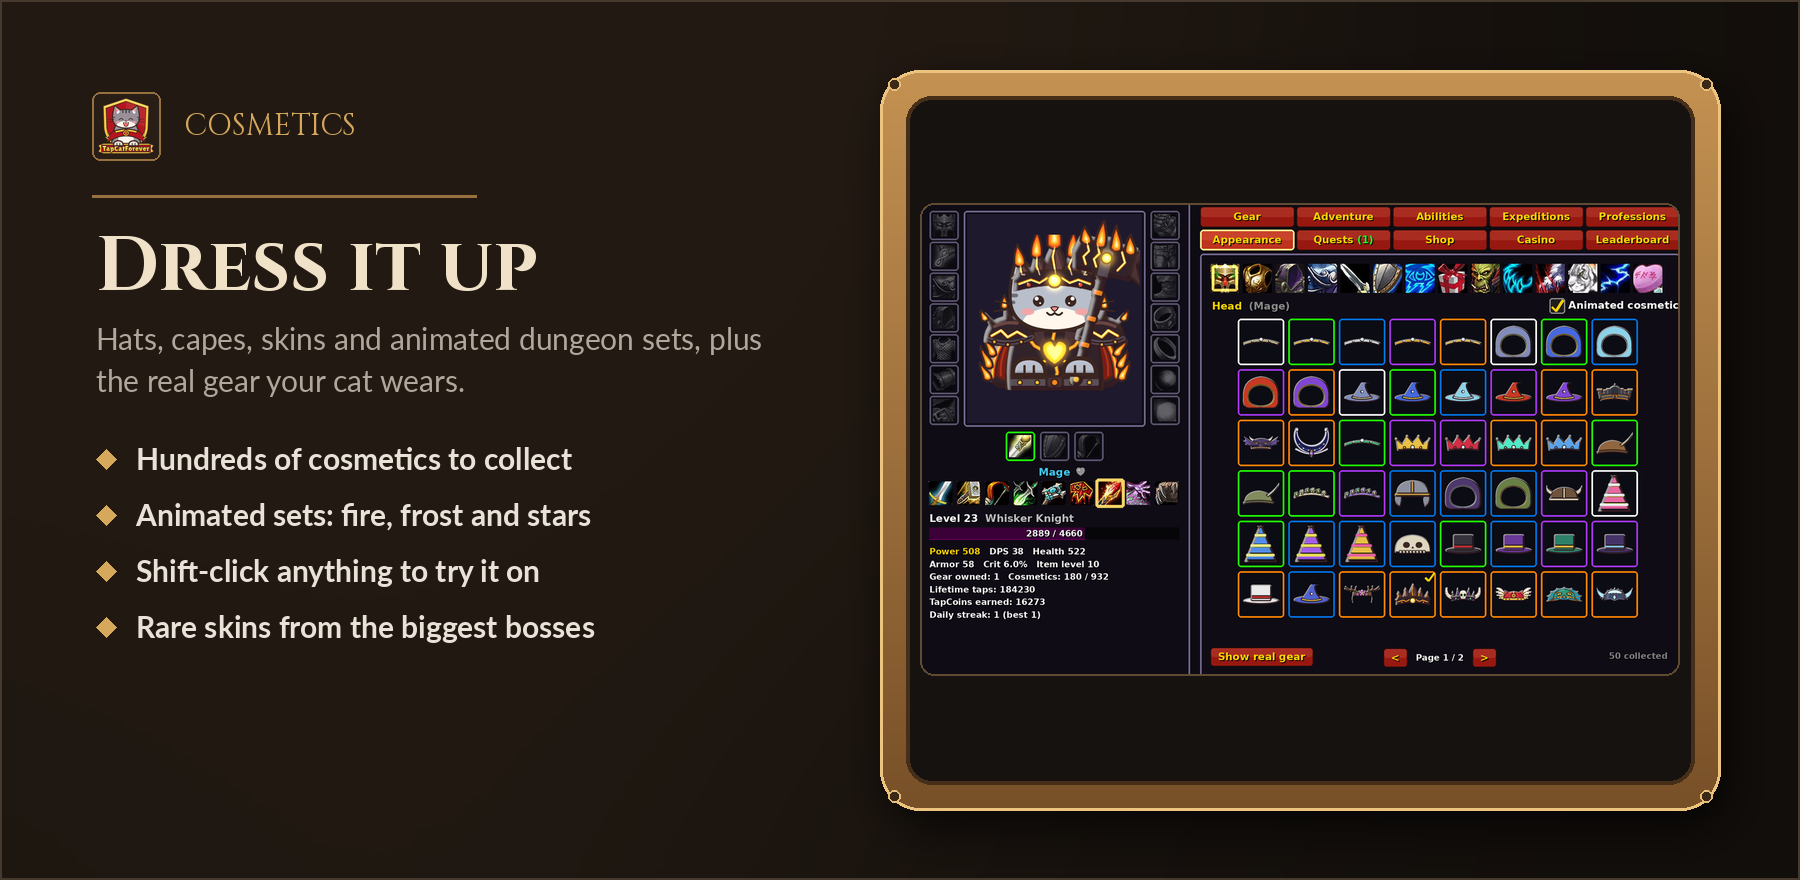 TapCatForever
COSMETICS
DRESS IT UP
Hats, capes, skins and animated dungeon sets, plus
the real gear your cat wears.
Hundreds of cosmetics to collect
Animated sets: fire, frost and stars
Shift-click anything to try it on
Rare skins from the biggest bosses
Mage
Level 23 Whisker Knight
2889 / 4660
Power 508 DPS 38 Health 522
Armor 58 Crit 6.0% Item level 10
Gear owned: 1 Cosmetics: 180 / 932
Lifetime taps: 184230
TapCoins earned: 16273
Daily streak: 1 (best 1)
Gear Adventure Abilities Expeditions Professions
Appearance Quests (1) Shop Casino Leaderboard
Head (Mage) Animated cosmetic
Show real gear < Page 1 / 2 > 50 collected